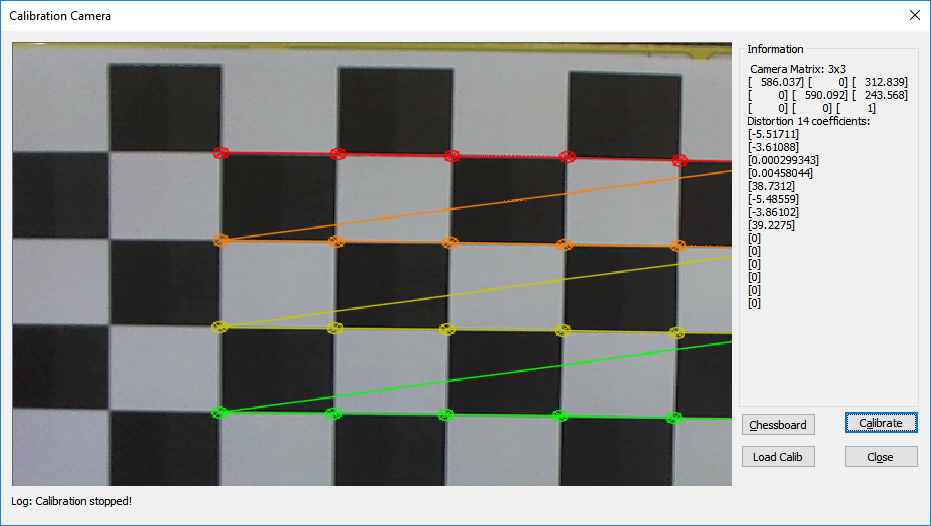 Calibration Camera
Information
Camera Matrix: 3x3
[ 586.037] [ 0] [ 312.839]
[ 0] [ 590.092] [ 243.568]
[ 0] [ 0] [ 1]
Distortion 14 coefficients:
[-5.51711]
[-3.61088]
[0.000299343]
[0.00458044]
[38.7312]
[-5.48559]
[-3.86102]
[39.2275]
[0]
[0]
[0]
[0]
[0]
[0]
Chessboard
Calibrate
Load Calib
Close
Log: Calibration stopped!